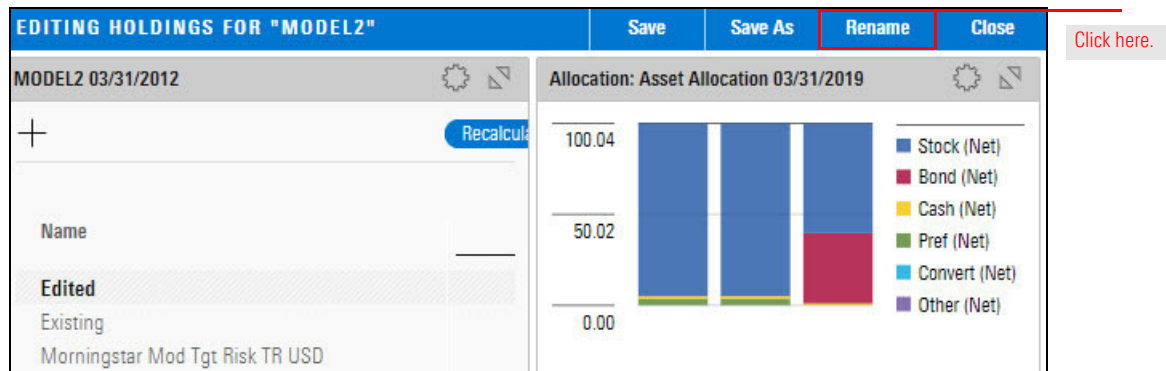 EDITING HOLDINGS FOR "MODEL2"
Save
Save As
Rename
Close
Click here.
MODEL2 03/31/2012
Allocation: Asset Allocation 03/31/2019
Recalcula
100.04
50.02
0.00
Stock (Net)
Bond (Net)
Cash (Net)
Pref (Net)
Convert (Net)
Other (Net)
Name
Edited
Existing
Morningstar Mod Tgt Risk TR USD